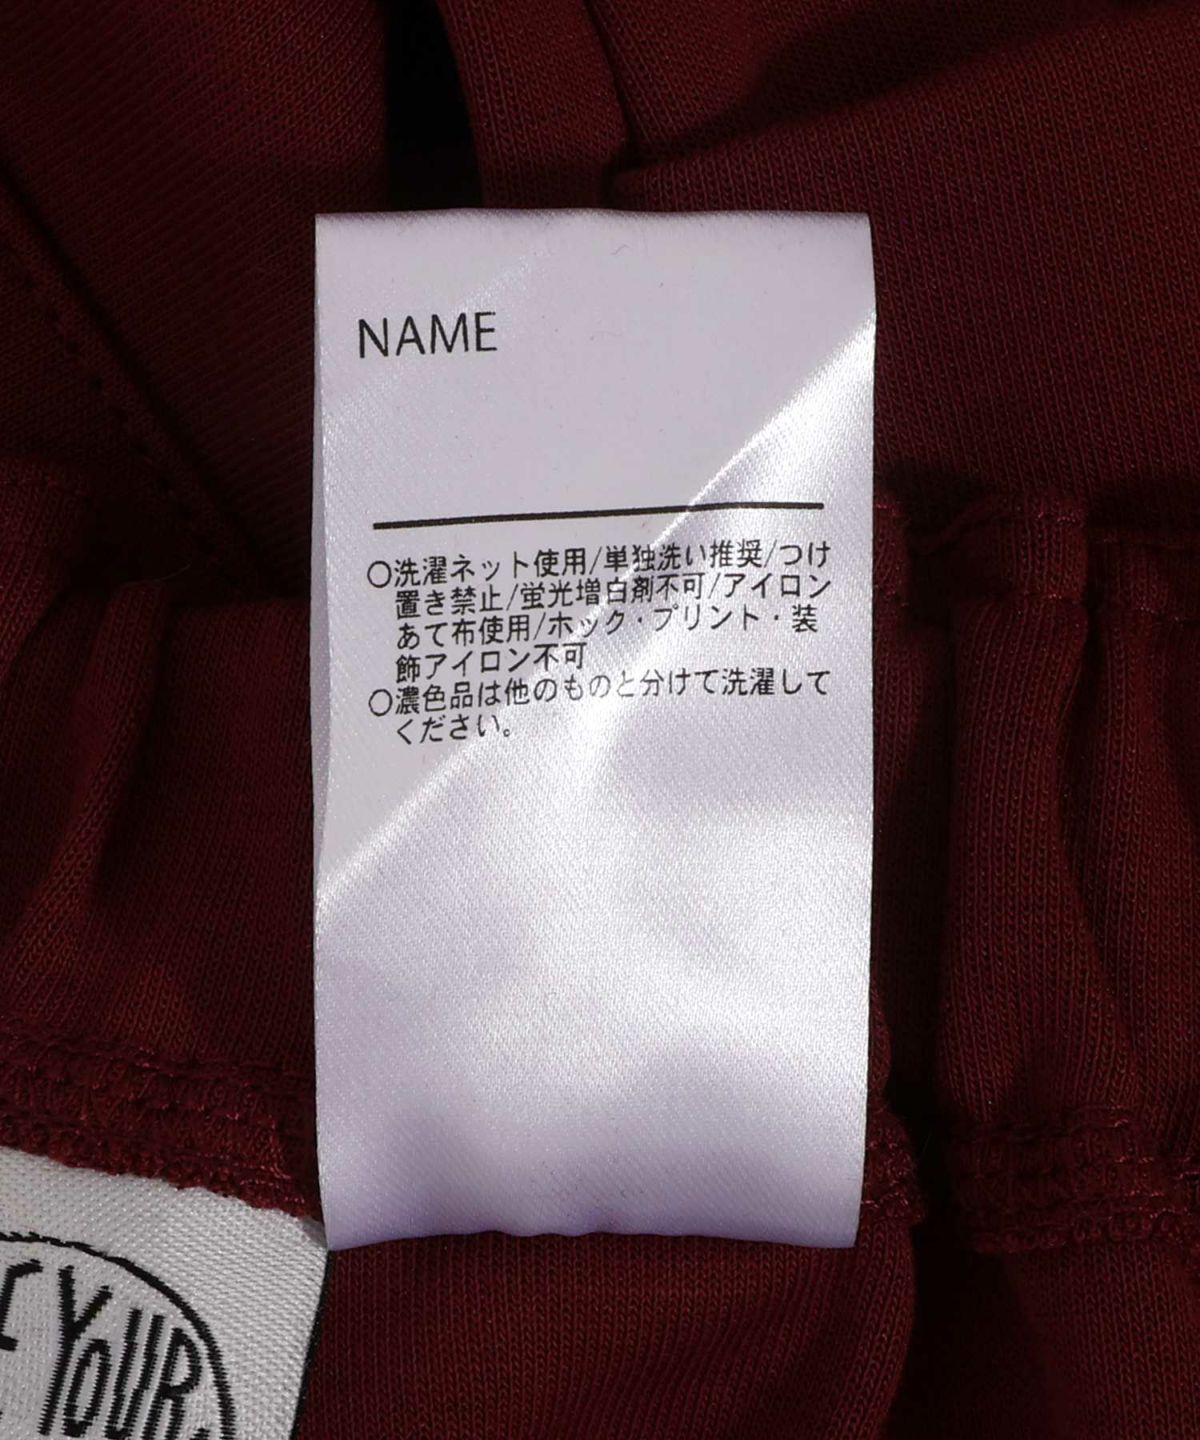 NAME
○洗濯ネット使用/単独洗い推奨/つけ
置き禁止/蛍光増白剤不可/アイロン
あて布使用/ホック・プリント・装
飾アイロン不可
○濃色品は他のものと分けて洗濯して
ください。
YOUR